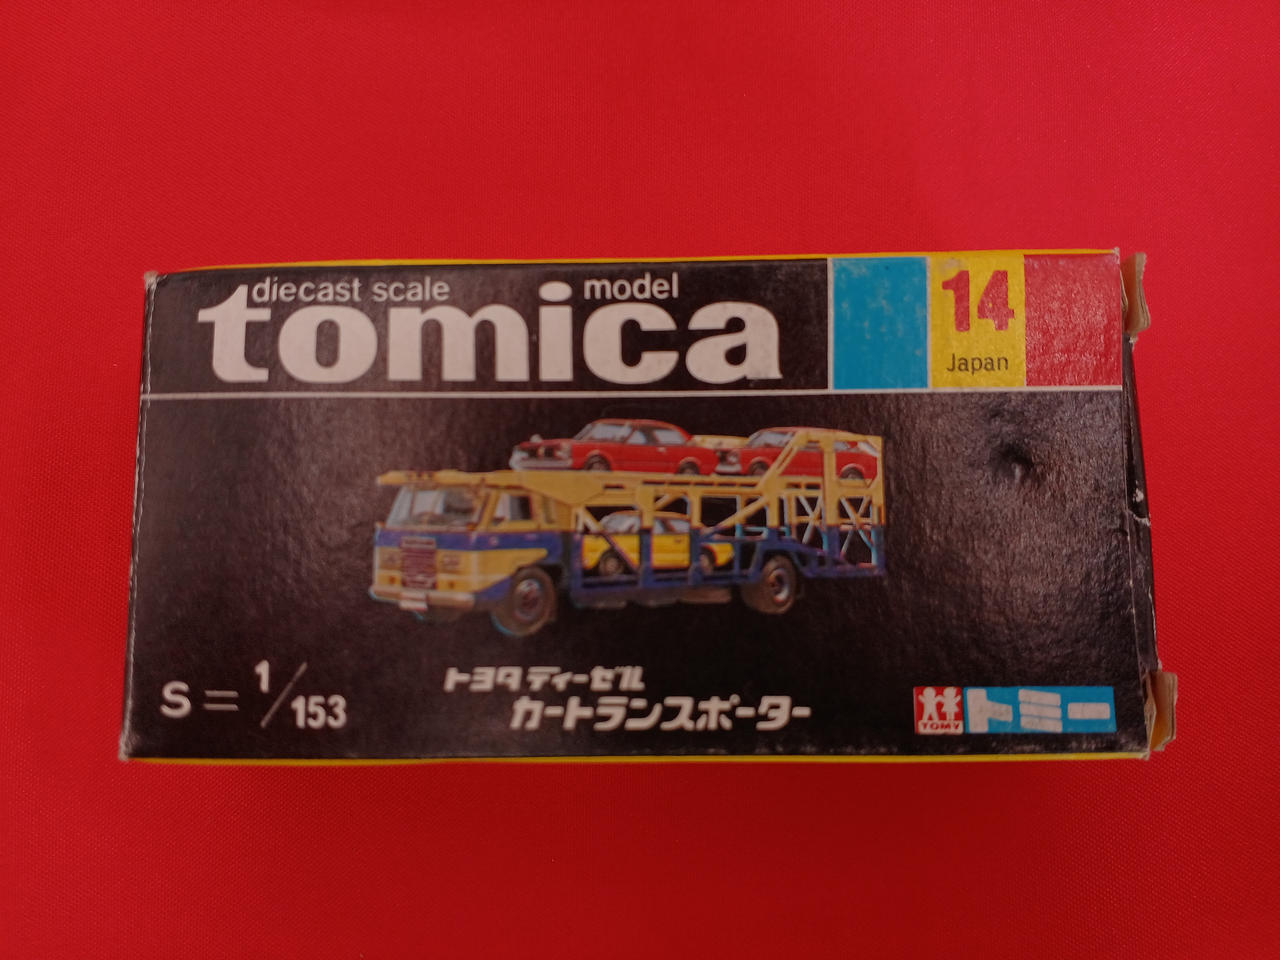 diecast scale model
tomica
14
Japan
S = 1/153
トヨタ ディーゼル
カートランスポーター
TOMY
トミー